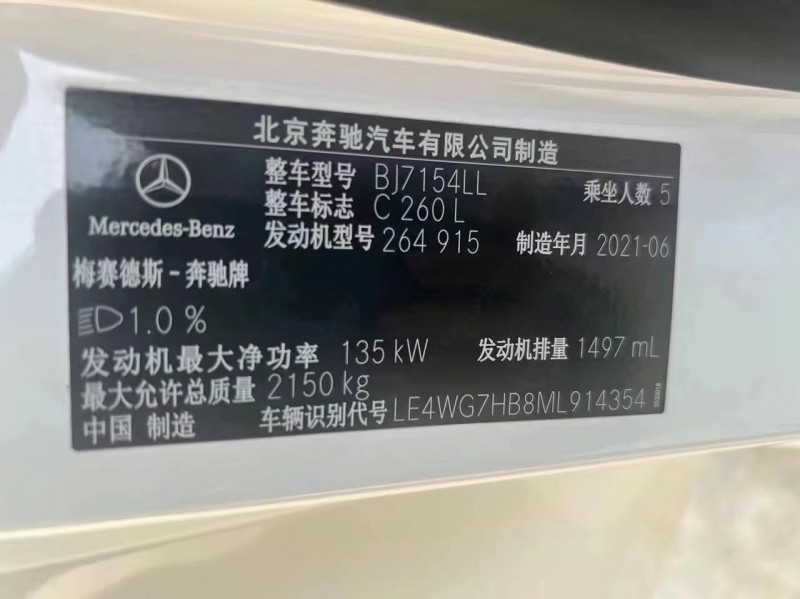 北京奔驰汽车有限公司制造
Mercedes-Benz
整车型号 BJ7154LL 乘坐人数 5
整车标志 C 260 L
发动机型号 264 915 制造年月 2021-06
梅赛德斯-奔驰牌
1.0 %
发动机最大净功率 135 kW 发动机排量 1497 mL
最大允许总质量 2150 kg
中国 制造 车辆识别代号 LE4WG7HB8ML914354